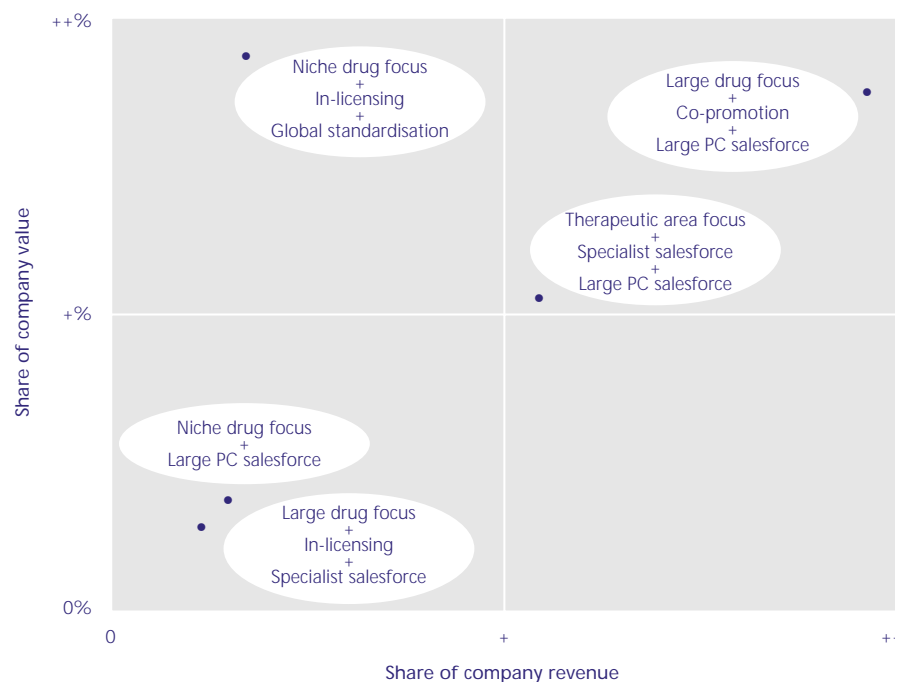 ++%
Niche drug focus
+
In-licensing
+
Global standardisation
Large drug focus
+
Co-promotion
+
Large PC salesforce
Therapeutic area focus
+
Specialist salesforce
+
Large PC salesforce
+%
Share of company value
Niche drug focus
+
Large PC salesforce
Large drug focus
+
In-licensing
+
Specialist salesforce
0%
0
+
+
Share of company revenue